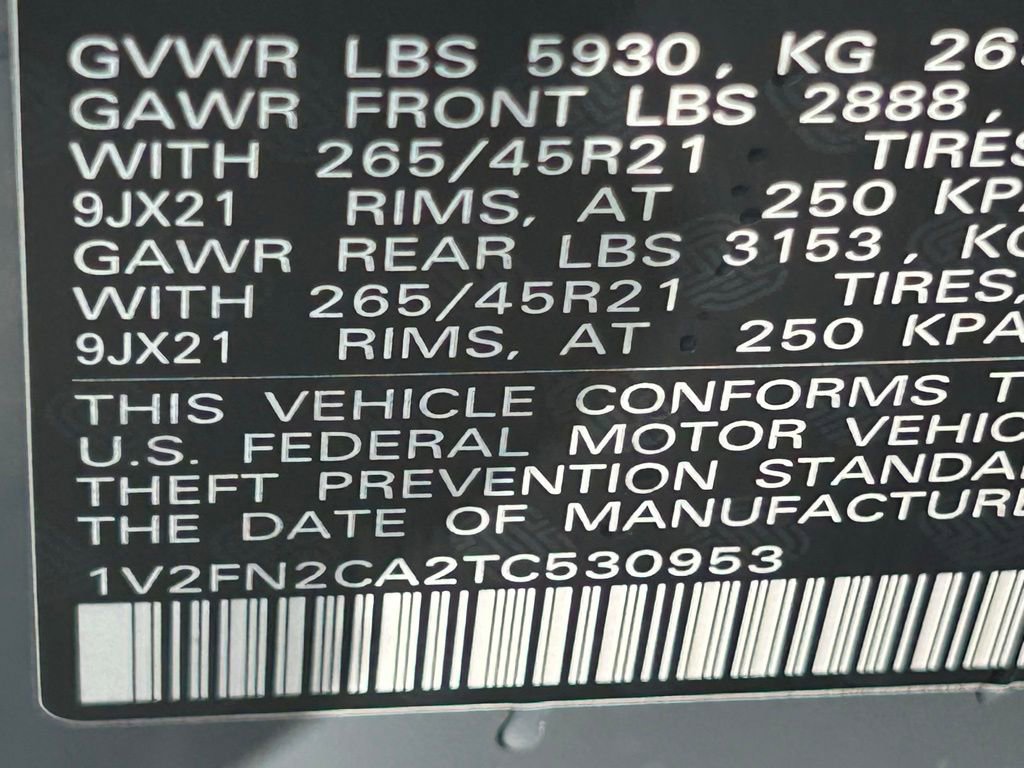 GVWR LBS 5930, KG 26
GAWR FRONT LBS 2888,
WITH 265/45R21 TIRES
9JX21 RIMS, AT 250 KPA
GAWR REAR LBS 3153, KG
WITH 265/45R21 TIRES,
9JX21 RIMS, AT 250 KPA
THIS VEHICLE CONFORMS T
U.S. FEDERAL MOTOR VEHIC
THEFT PREVENTION STANDA
THE DATE OF MANUFACTURE
1V2FN2CA2TC530953